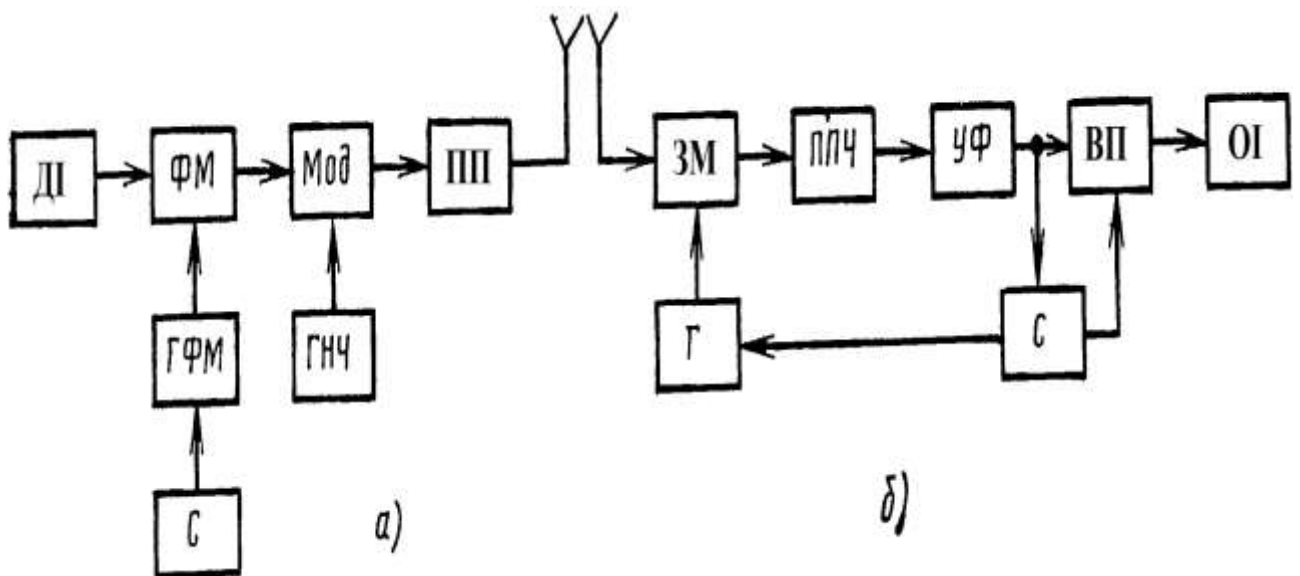 ДІ
ФМ
Мод
ПП
ЗМ
ППЧ
УФ
ВП
ОІ
ГФМ
ГНЧ
Г
С
С
а)
б)